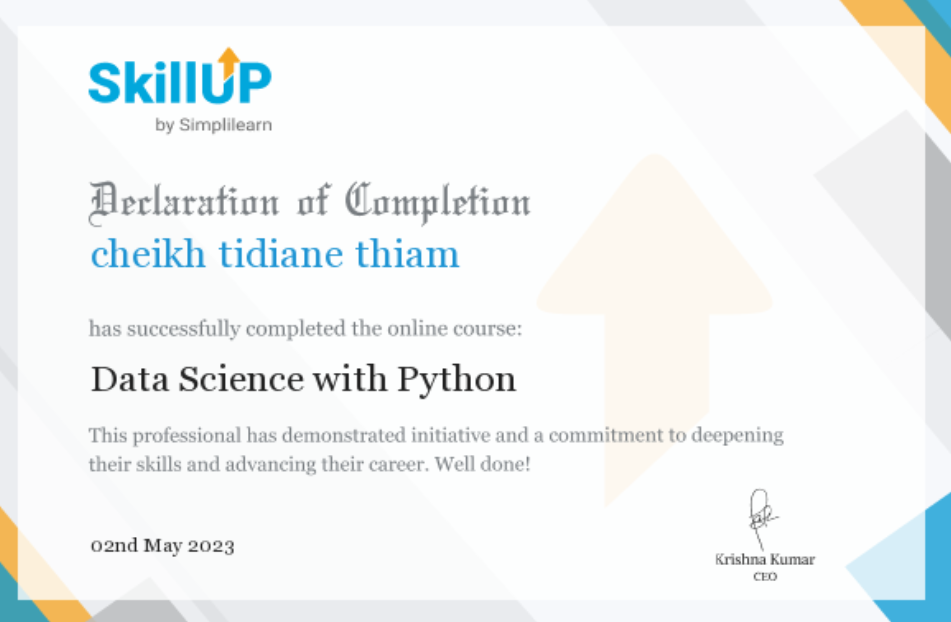 SkillUP
by Simplilearn
Declaration of Completion
cheikh tidiane thiam
has successfully completed the online course:
Data Science with Python
This professional has demonstrated initiative and a commitment to deepening
their skills and advancing their career. Well done!
02nd May 2023
Krishna Kumar
CEO